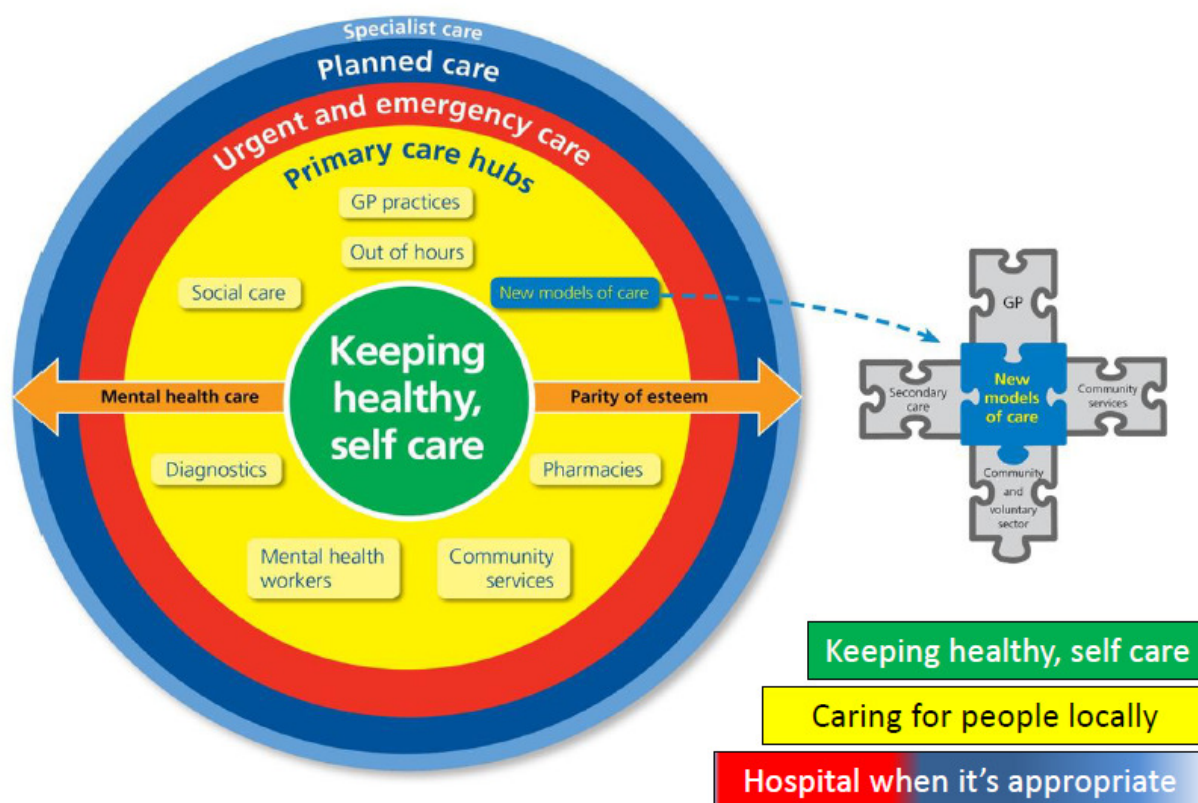 Specialist care
Planned care
Urgent and emergency care
Primary care hubs
GP practices
Out of hours
Social care
New models of care
Keeping
healthy,
self care
Mental health care
Parity of esteem
Diagnostics
Pharmacies
Mental health
workers
Community
services
GP
Secondary
care
New
models
of care
Community
services
Community
and
voluntary
sector
Keeping healthy, self care
Caring for people locally
Hospital when it's appropriate